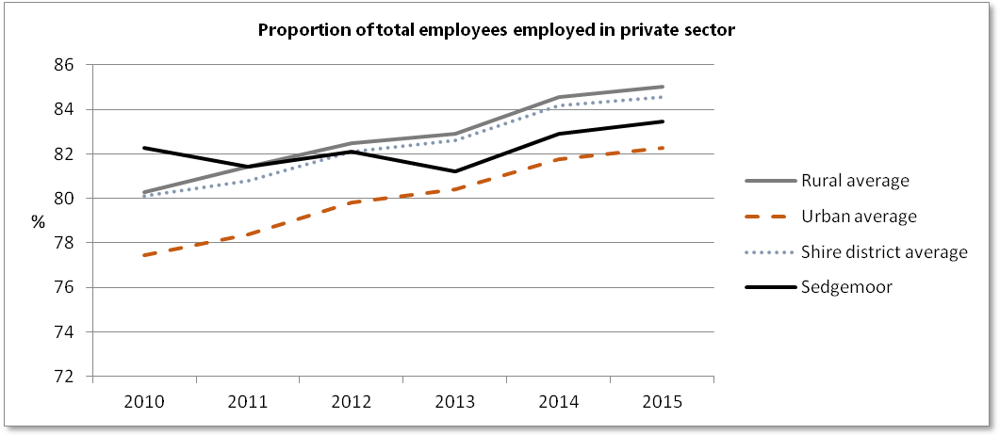 Proportion of total employees employed in private sector
86
84
82
80
%
78
76
74
72
2010 2011 2012 2013 2014 2015
Rural average
Urban average
Shire district average
Sedgemoor